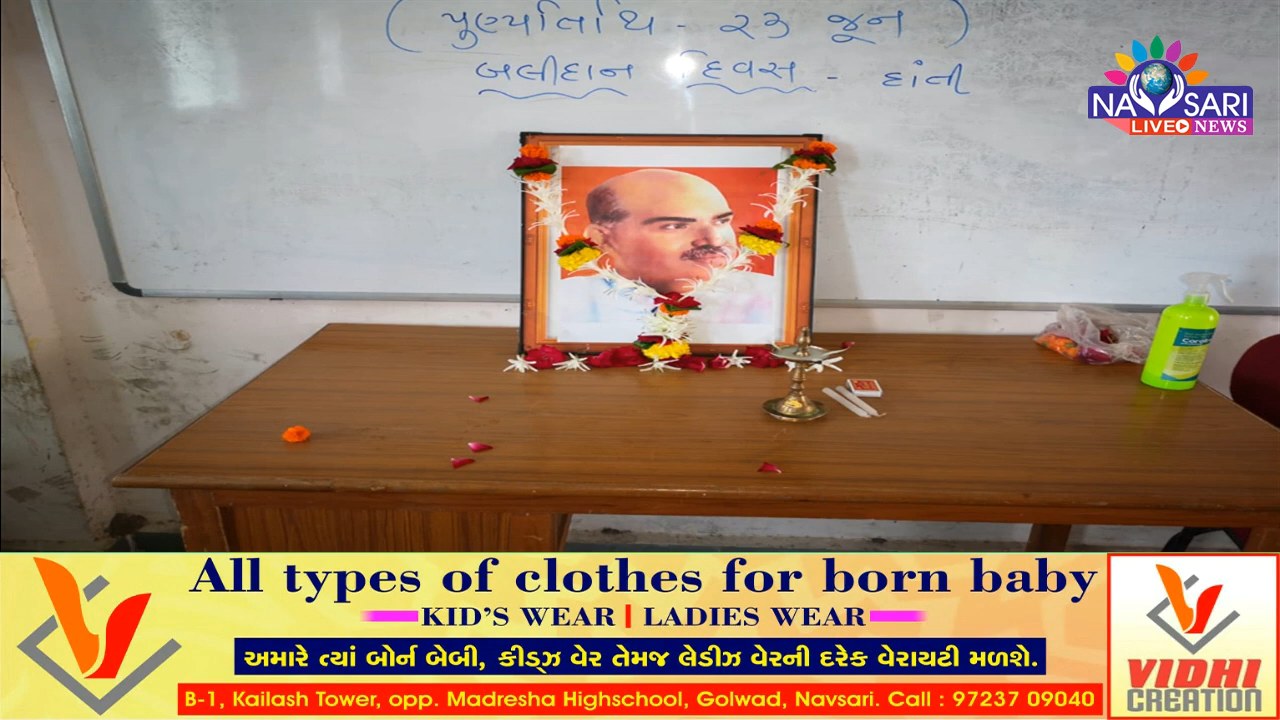 ( પુણ્યતિથિ - ૨૩ જૂન )
બલીદાન દિવસ - દાંતી
NAVSARI
LIVE NEWS
All types of clothes for born baby
KID'S WEAR | LADIES WEAR
અમારે ત્યાં બોર્ન બેબી, કીડ્ઝ વેર તેમજ લેડીઝ વેરની દરેક વેરાયટી મળશે.
B-1, Kailash Tower, opp. Madresha Highschool, Golwad, Navsari. Call : 97237 09040
VIDHI
CREATION